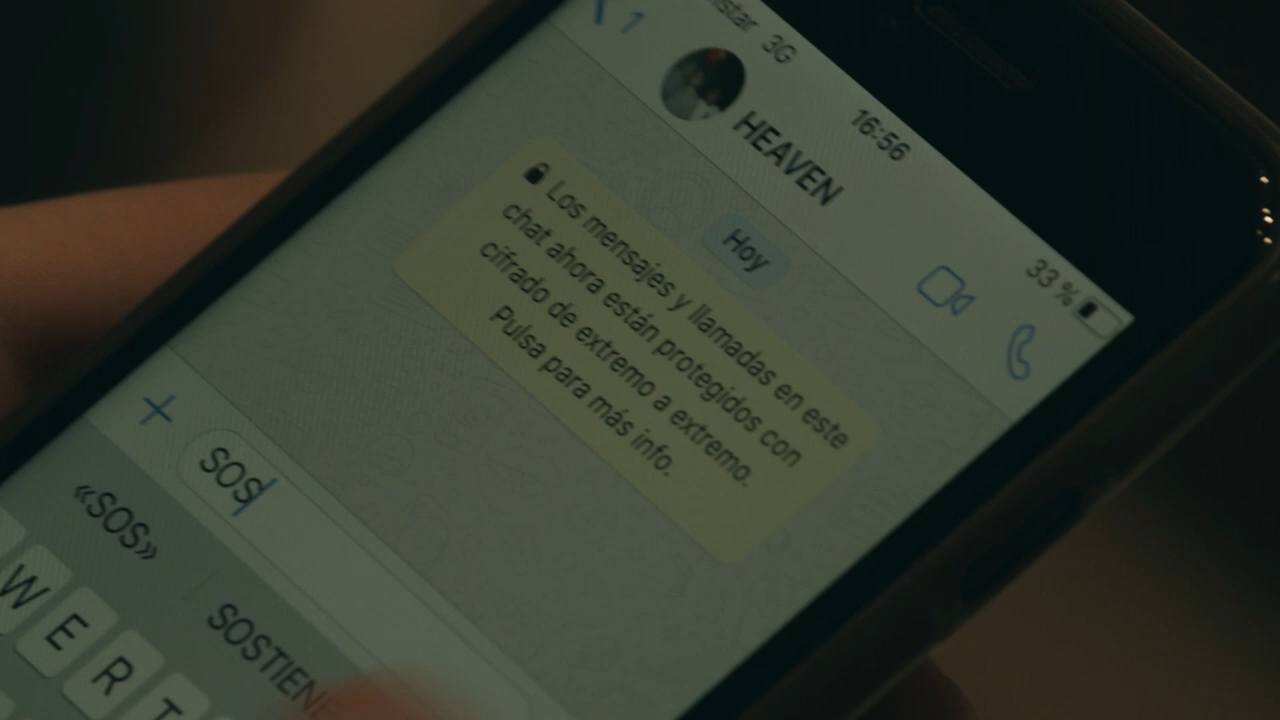 3G
16:56
33 %
1
HEAVEN
Hoy
Los mensajes y llamadas en este
chat ahora están protegidos con
cifrado de extremo a extremo.
Pulsa para más info.
SOS
«SOS»
W
E
R
T